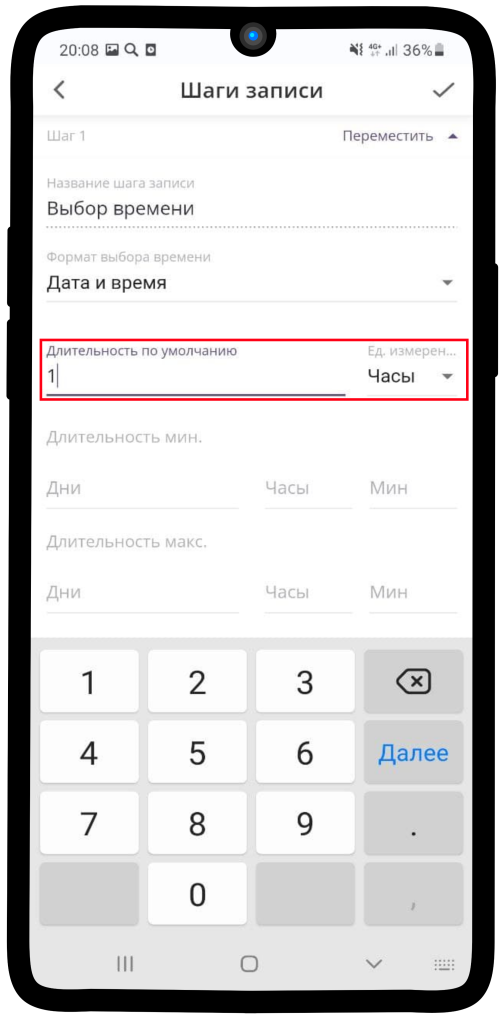 20:08 4G+ 36%
Шаги записи
Шаг 1 Переместить
Название шага записи
Выбор времени
Формат выбора времени
Дата и время
Длительность по умолчанию Ед. измерен...
1 Часы
Длительность мин.
Дни Часы Мин
Длительность макс.
Дни Часы Мин
1 2 3
4 5 6 Далее
7 8 9 .
0 ,